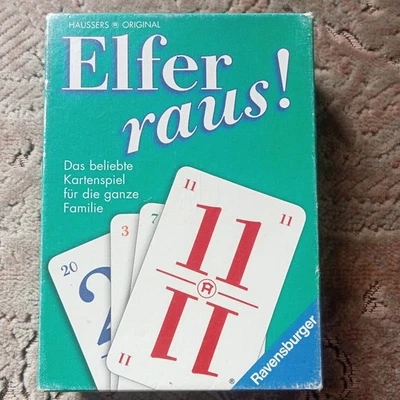 HAUSSERS ® ORIGINAL
Elfer
raus!
Das beliebte
Kartenspiel
für die ganze
Familie
20
3
7
11
11
11
11
11
®
Ravensburger